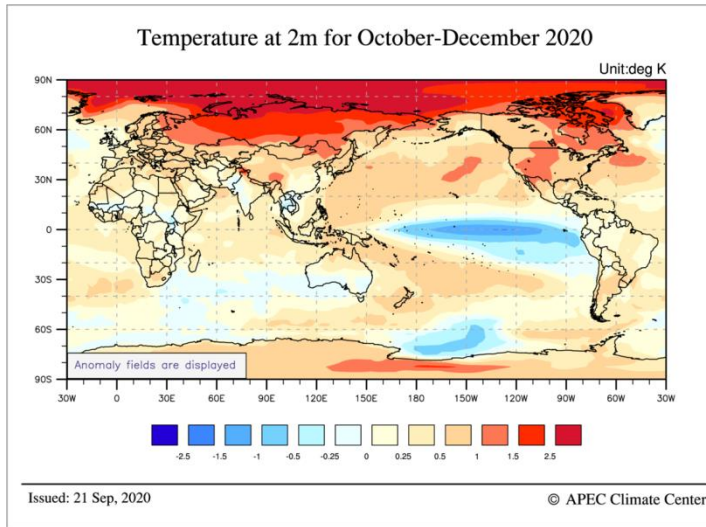 Temperature at 2m for October-December 2020
Unit:deg K
90N
60N
30N
0
30S
60S
90S
Anomaly fields are displayed
30W 0 30E 60E 90E 120E 150E 180 150W 120W 90W 60W 30W
-2.5 -1.5 -1 -0.5 -0.25 0 0.25 0.5 1 1.5 2.5
Issued: 21 Sep, 2020 © APEC Climate Center